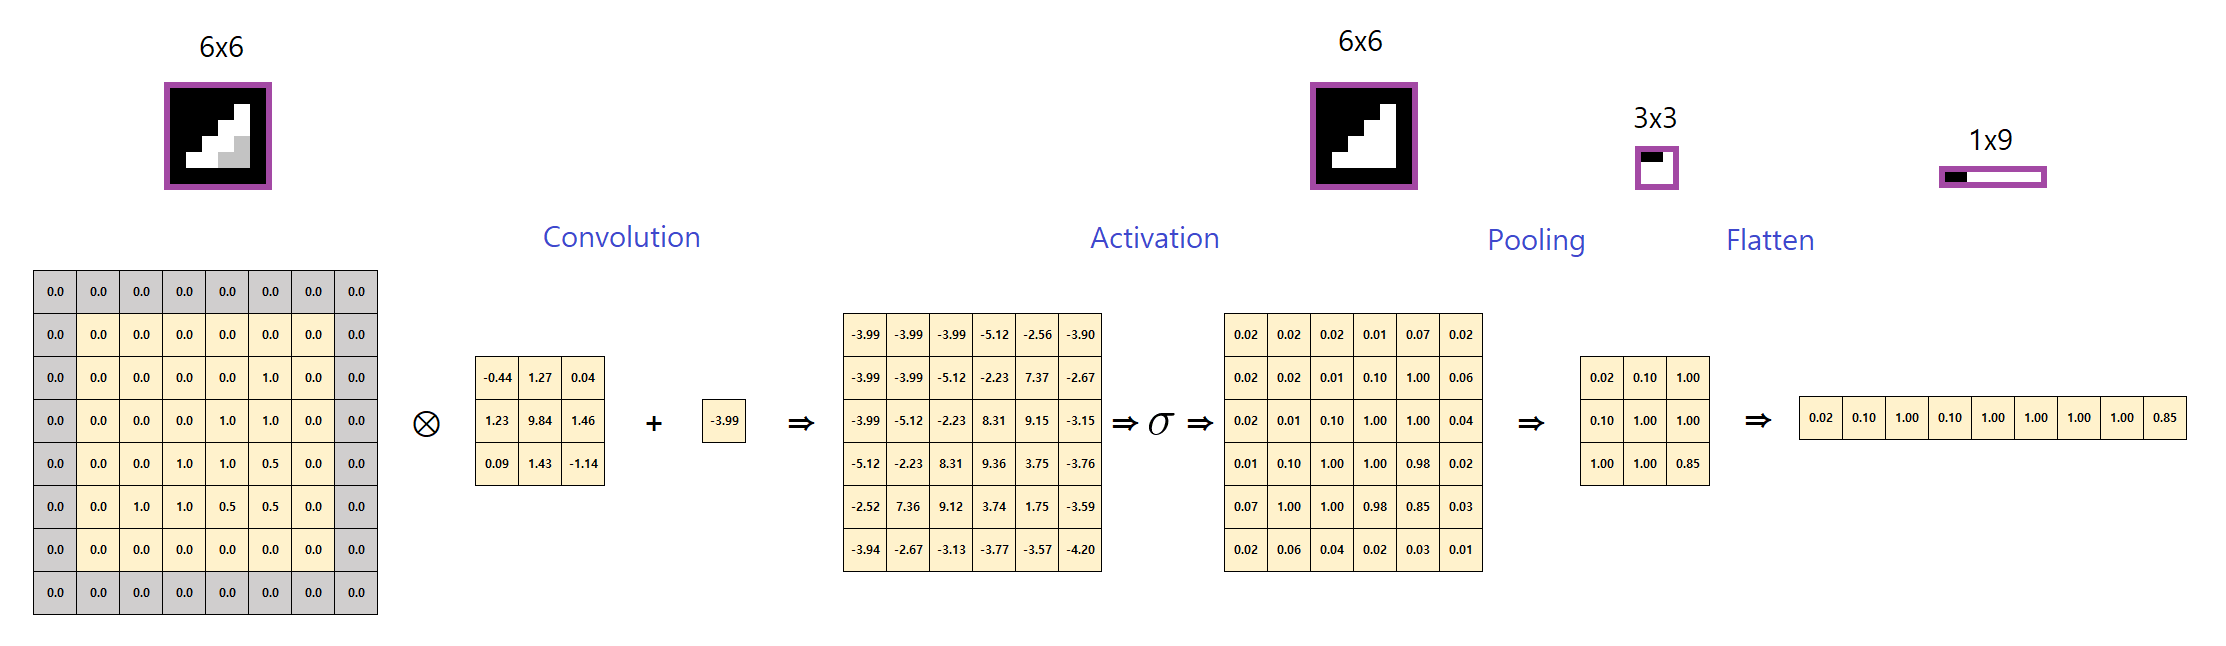 6x6
6x6
3x3
1x9
Convolution
Activation
Pooling
Flatten
0.0 0.0 0.0 0.0 0.0 0.0 0.0 0.0
0.0 0.0 0.0 0.0 0.0 0.0 0.0 0.0
0.0 0.0 0.0 0.0 0.0 1.0 0.0 0.0
0.0 0.0 0.0 0.0 1.0 1.0 0.0 0.0
0.0 0.0 0.0 1.0 1.0 0.5 0.0 0.0
0.0 0.0 1.0 1.0 0.5 0.5 0.0 0.0
0.0 0.0 0.0 0.0 0.0 0.0 0.0 0.0
0.0 0.0 0.0 0.0 0.0 0.0 0.0 0.0
⊗
-0.44 1.27 0.04
1.23 9.84 1.46
0.09 1.43 -1.14
+
-3.99
⇒
-3.99 -3.99 -3.99 -5.12 -2.56 -3.90
-3.99 -3.99 -5.12 -2.23 7.37 -2.67
-3.99 -5.12 -2.23 8.31 9.15 -3.15
-5.12 -2.23 8.31 9.36 3.75 -3.76
-2.52 7.36 9.12 3.74 1.75 -3.59
-3.94 -2.67 -3.13 -3.77 -3.57 -4.20
⇒ σ ⇒
0.02 0.02 0.02 0.01 0.07 0.02
0.02 0.02 0.01 0.10 1.00 0.06
0.02 0.01 0.10 1.00 1.00 0.04
0.01 0.10 1.00 1.00 0.98 0.02
0.07 1.00 1.00 0.98 0.85 0.03
0.02 0.06 0.04 0.02 0.03 0.01
⇒
0.02 0.10 1.00
0.10 1.00 1.00
1.00 1.00 0.85
⇒
0.02 0.10 1.00 0.10 1.00 1.00 1.00 1.00 0.85